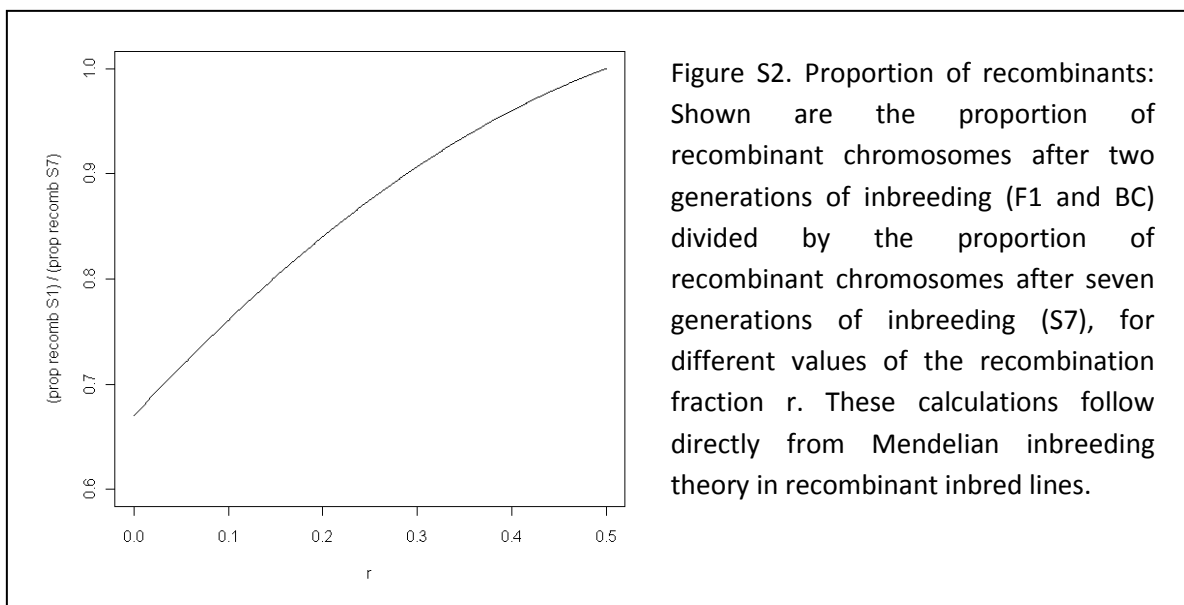 Figure S2. Proportion of recombinants:
Shown are the proportion of
recombinant chromosomes after two
generations of inbreeding (F1 and BC)
divided by the proportion of
recombinant chromosomes after seven
generations of inbreeding (S7), for
different values of the recombination
fraction r. These calculations follow
directly from Mendelian inbreeding
theory in recombinant inbred lines.
(prop recomb S1) / (prop recomb S7)
1.0
0.9
0.8
0.7
0.6
0.0 0.1 0.2 0.3 0.4 0.5
r